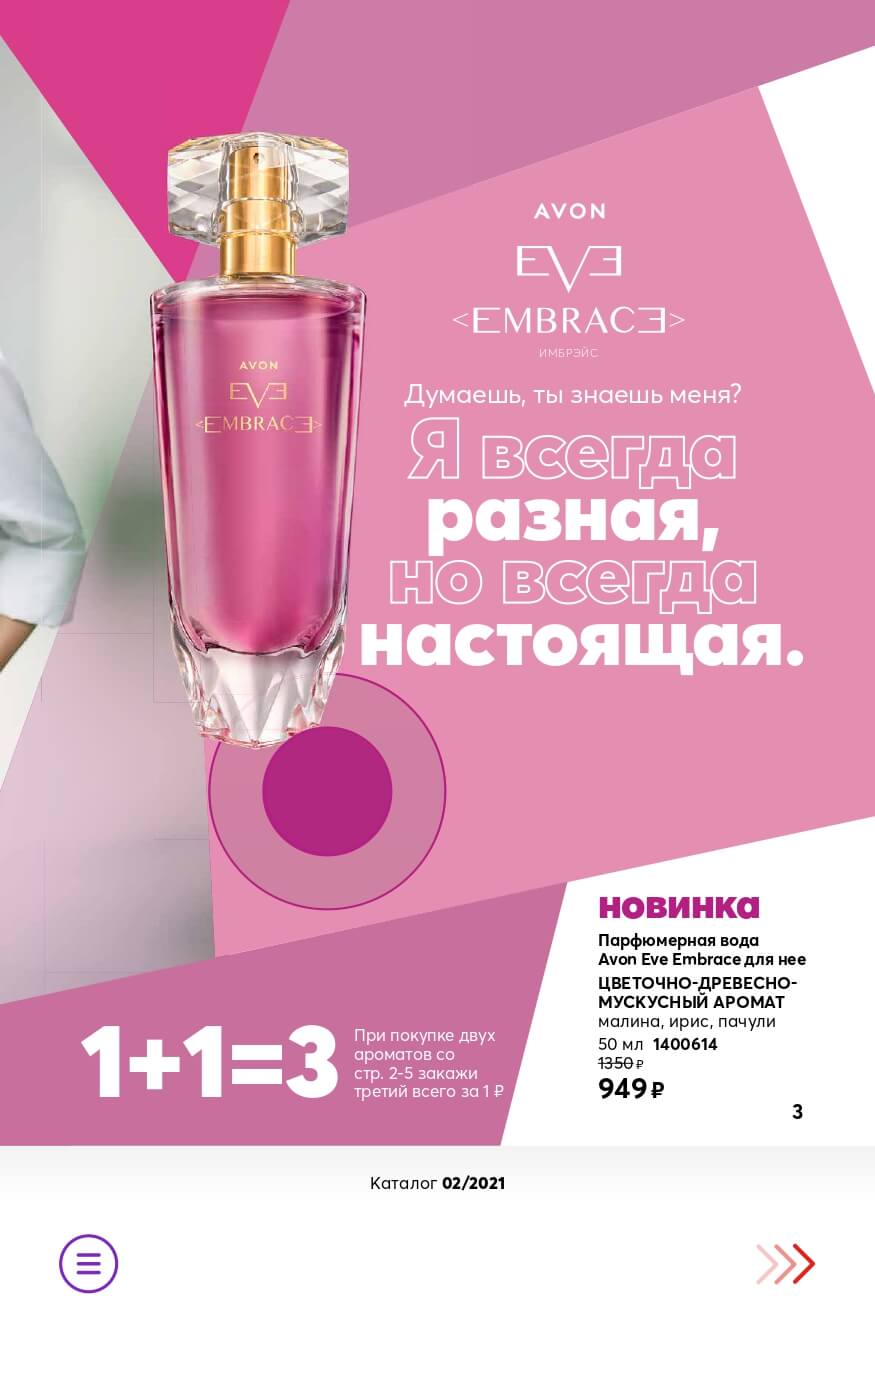 AVON
EVE
<EMBRACE>
AVON
EVE
<EMBRACE>
ИМБРЭЙС
Думаешь, ты знаешь меня?
Я всегда
разная,
но всегда
настоящая.
1+1=3
При покупке двух
ароматов со
стр. 2-5 закажи
третий всего за 1 ₽
новинка
Парфюмерная вода
Avon Eve Embrace для нее
ЦВЕТОЧНО-ДРЕВЕСНО-
МУСКУСНЫЙ АРОМАТ
малина, ирис, пачули
50 мл 1400614
1350 ₽
949 ₽
3
Каталог 02/2021